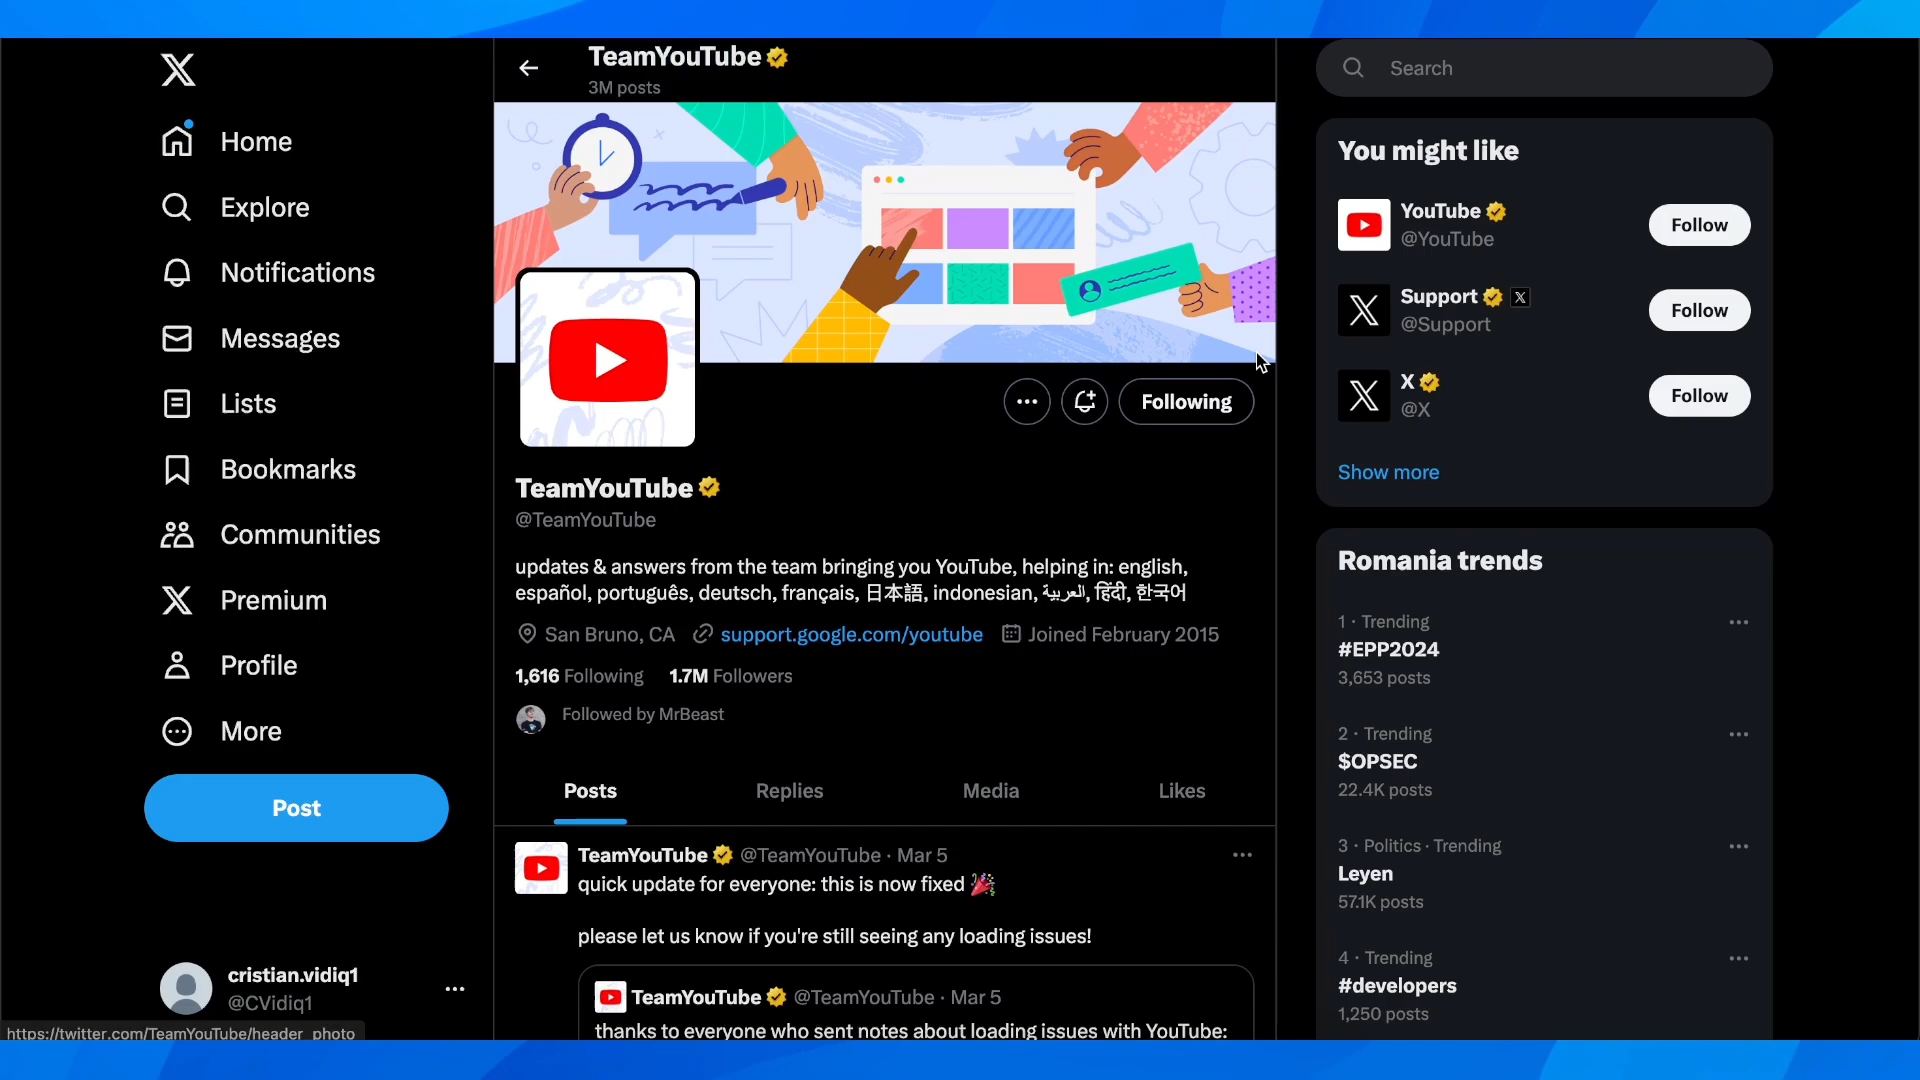 TeamYouTube
3M posts
Search
Home
Explore
Notifications
Messages
Lists
Bookmarks
Communities
Premium
Profile
More
Post
cristian.vidiq1
@CVidiq1
https://twitter.com/TeamYouTube/header_photo
Following
TeamYouTube
@TeamYouTube
updates & answers from the team bringing you YouTube, helping in: english,
español, português, deutsch, français, 日本語, indonesian, العربية, हिंदी, 한국어
San Bruno, CA support.google.com/youtube Joined February 2015
1,616 Following 1.7M Followers
Followed by MrBeast
Posts Replies Media Likes
TeamYouTube @TeamYouTube · Mar 5
quick update for everyone: this is now fixed 🎉
please let us know if you're still seeing any loading issues!
TeamYouTube @TeamYouTube · Mar 5
thanks to everyone who sent notes about loading issues with YouTube:
You might like
YouTube
@YouTube
Follow
Support
@Support
Follow
X
@X
Follow
Show more
Romania trends
1 · Trending
#EPP2024
3,653 posts
2 · Trending
$OPSEC
22.4K posts
3 · Politics · Trending
Leyen
57.1K posts
4 · Trending
#developers
1,250 posts